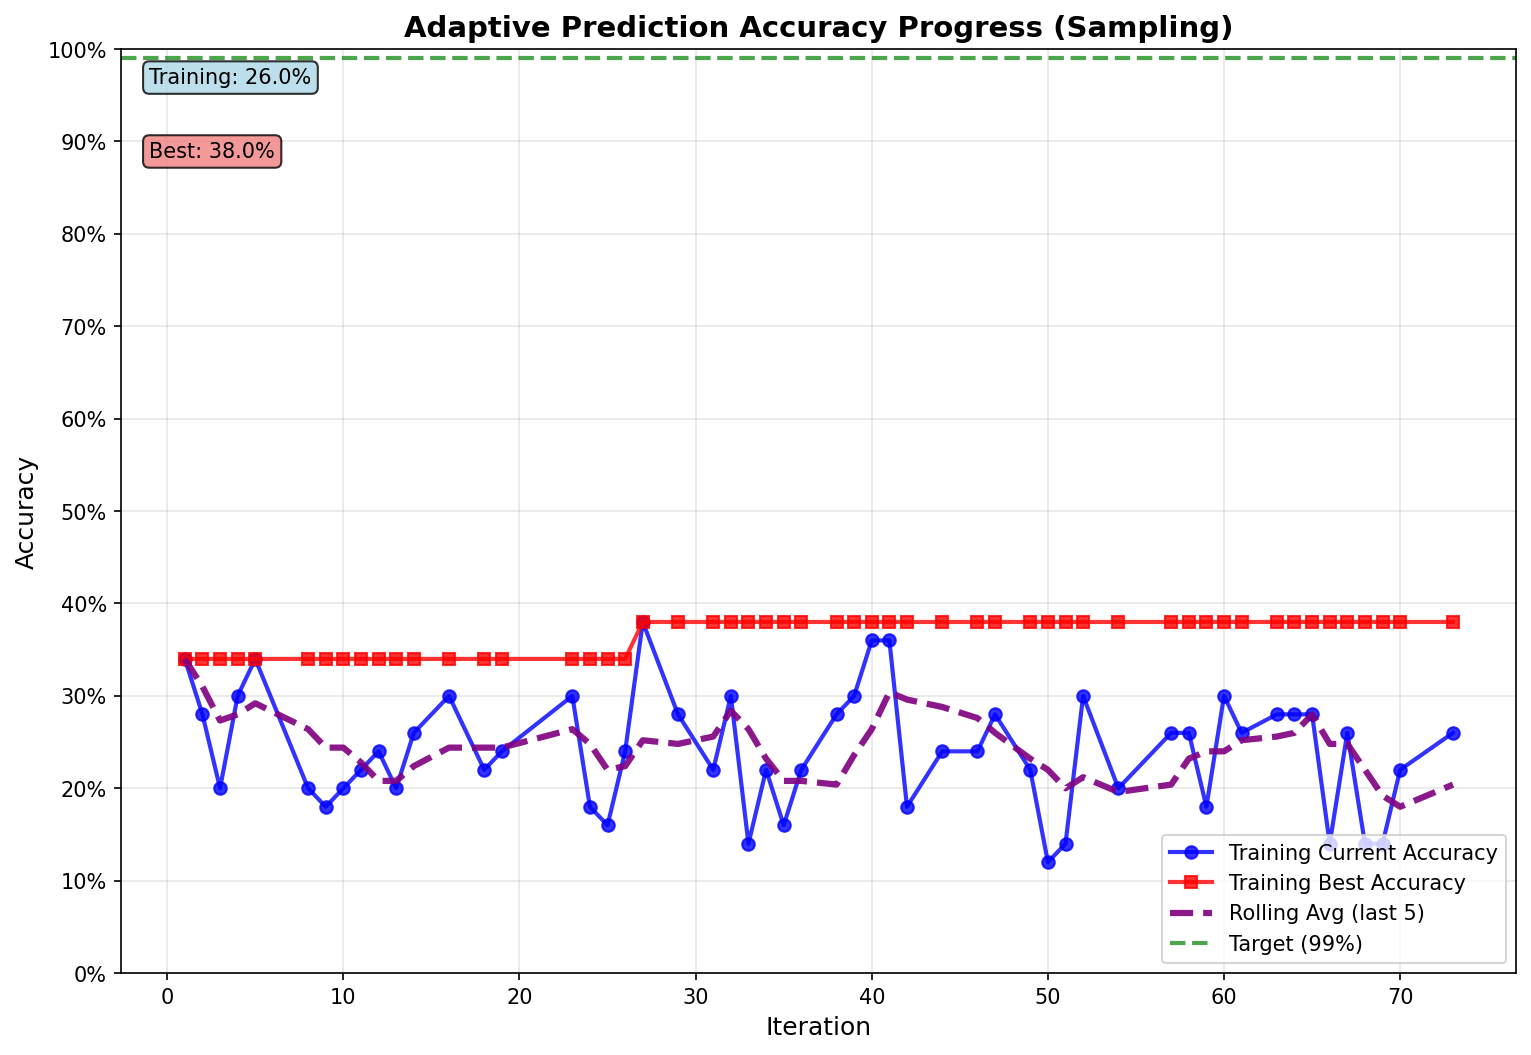 Adaptive Prediction Accuracy Progress (Sampling)
100%
90%
80%
70%
60%
50%
40%
30%
20%
10%
0%
Accuracy
Training: 26.0%
Best: 38.0%
Training Current Accuracy
Training Best Accuracy
Rolling Avg (last 5)
Target (99%)
0 10 20 30 40 50 60 70
Iteration